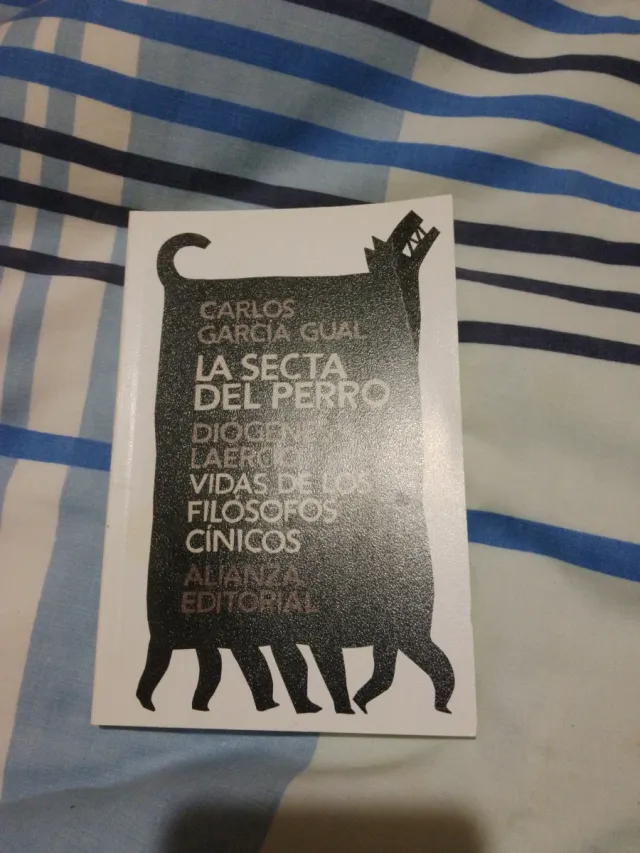 CARLOS
GARCÍA GUAL
LA SECTA
DEL PERRO
DIOGENES
LAERCIO
VIDAS DE LOS
FILOSOFOS
CÍNICOS
ALIANZA
EDITORIAL